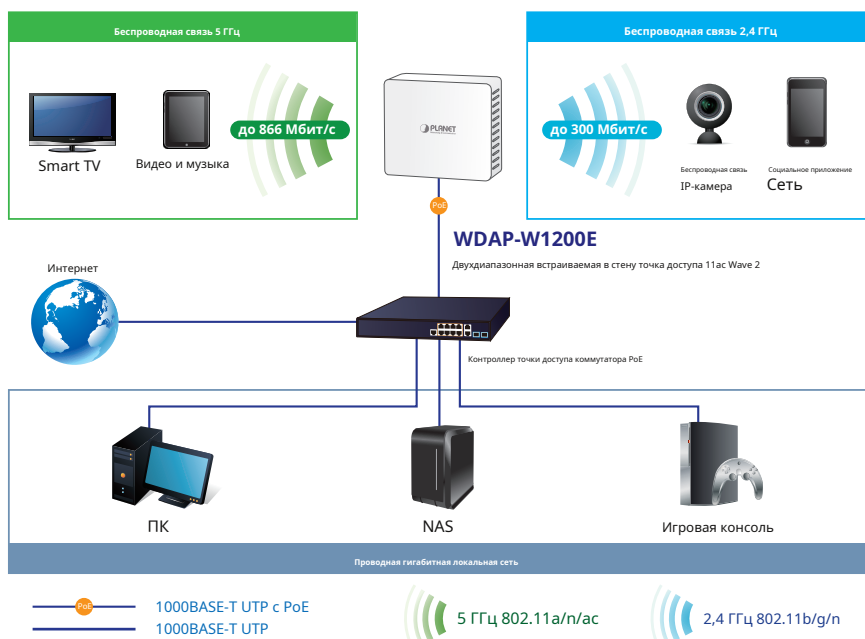 Беспроводная связь 5 ГГц
Беспроводная связь 2,4 ГГц
до 866 Мбит/с
до 300 Мбит/с
PLANET
Smart TV
Видео и музыка
Беспроводная связь
IP-камера
Социальное приложение
Сеть
PoE
WDAP-W1200E
Двухдиапазонная встраиваемая в стену точка доступа 11ac Wave 2
Интернет
Контроллер точки доступа коммутатора PoE
ПК
NAS
Игровая консоль
Проводная гигабитная локальная сеть
PoE
1000BASE-T UTP с PoE
1000BASE-T UTP
5 ГГц 802.11a/n/ac
2,4 ГГц 802.11b/g/n